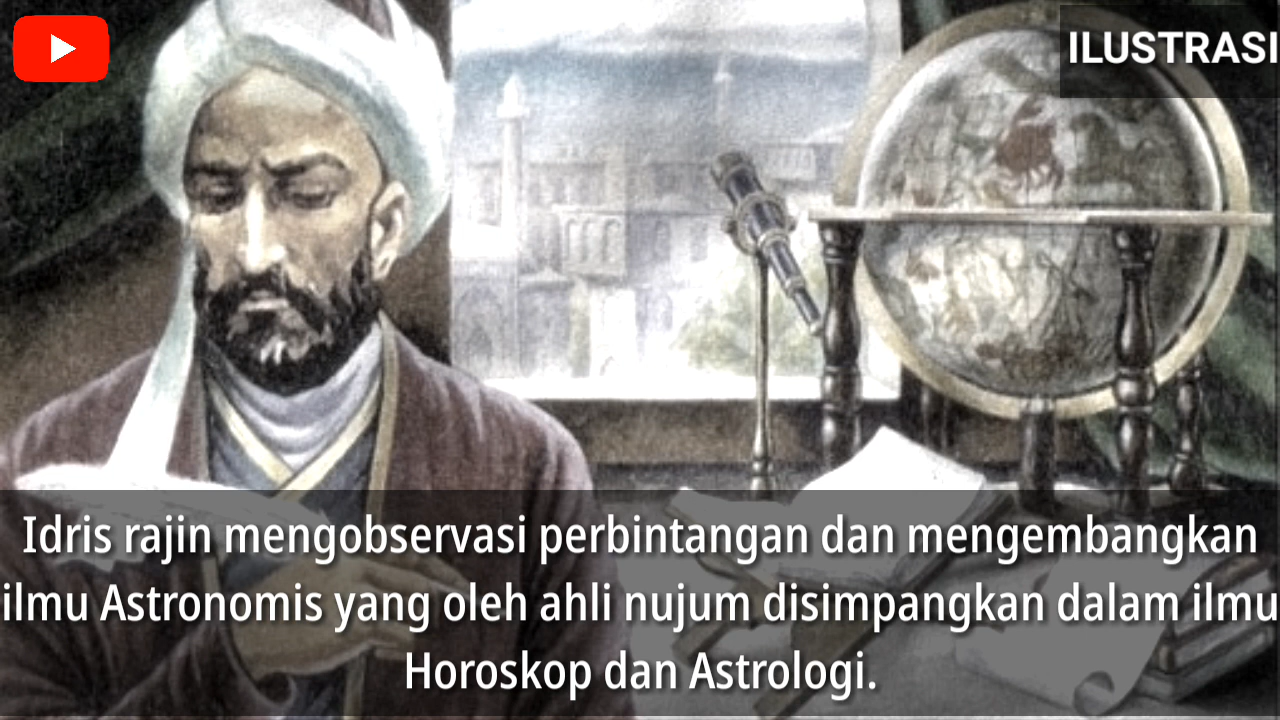 ILUSTRASI
Idris rajin mengobservasi perbintangan dan mengembangkan
ilmu Astronomis yang oleh ahli nujum disimpangkan dalam ilmu
Horoskop dan Astrologi.